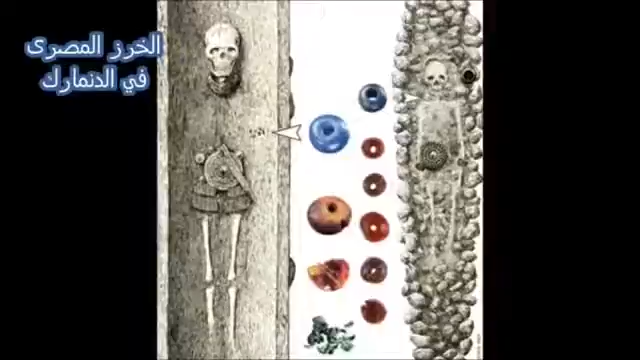 الخرز المصرى
في الدنمارك